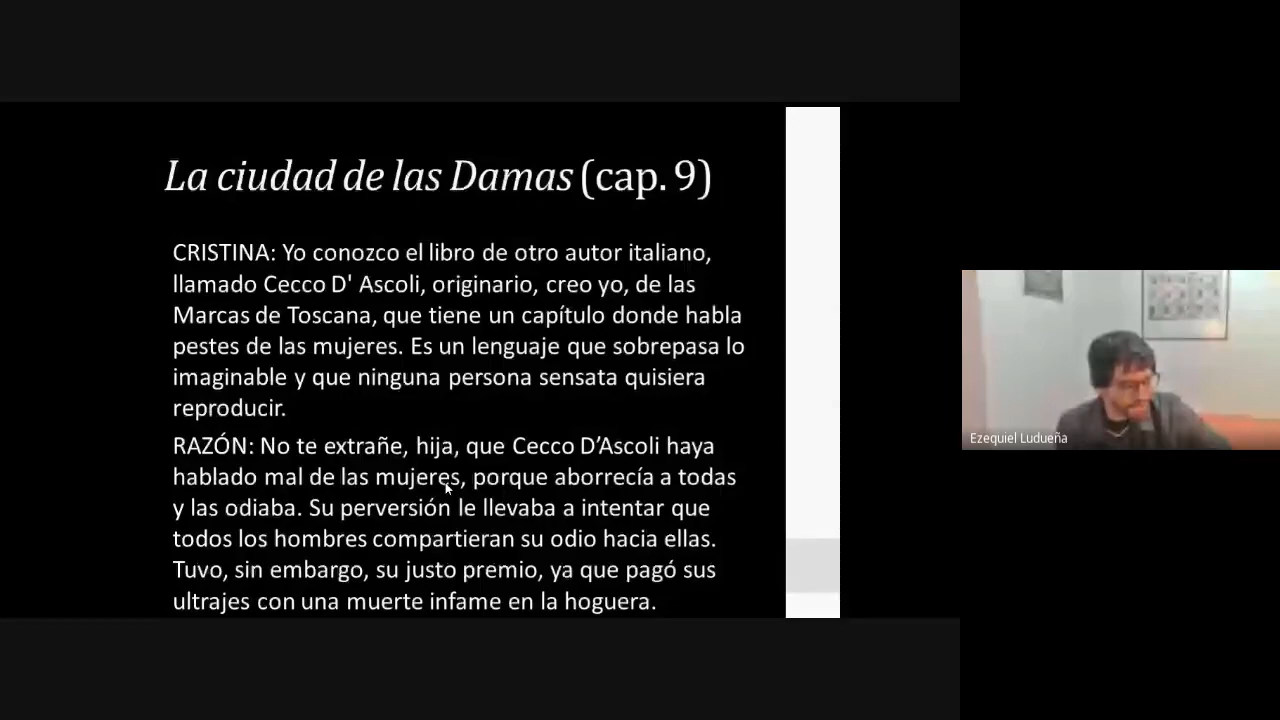 La ciudad de las Damas (cap. 9)
CRISTINA: Yo conozco el libro de otro autor italiano,
llamado Cecco D' Ascoli, originario, creo yo, de las
Marcas de Toscana, que tiene un capítulo donde habla
pestes de las mujeres. Es un lenguaje que sobrepasa lo
imaginable y que ninguna persona sensata quisiera
reproducir.
RAZÓN: No te extrañe, hija, que Cecco D’Ascoli haya
hablado mal de las mujeres, porque aborrecía a todas
y las odiaba. Su perversión le llevaba a intentar que
todos los hombres compartieran su odio hacia ellas.
Tuvo, sin embargo, su justo premio, ya que pagó sus
ultrajes con una muerte infame en la hoguera.
Ezequiel Ludueña